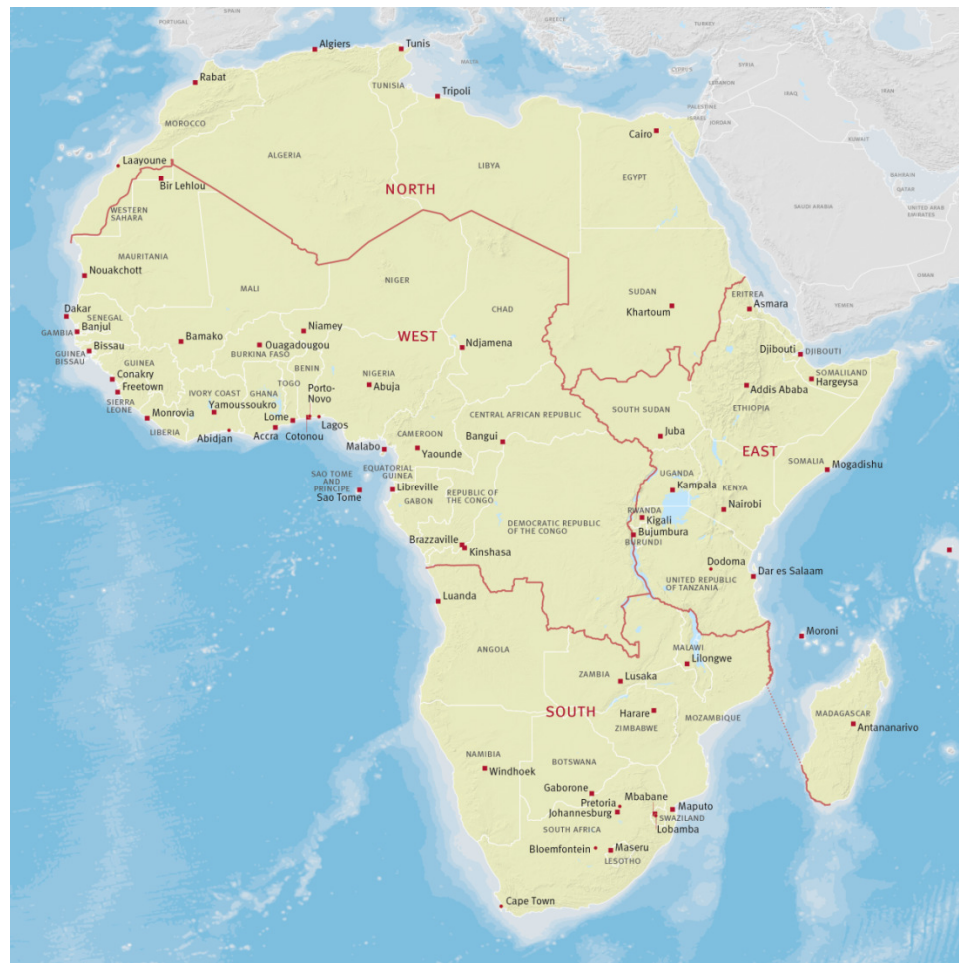 PORTUGAL
SPAIN
GREECE
TURKEY
Algiers
Tunis
MALTA
CYPRUS
SYRIA
LEBANON
IRAQ
IRAN
Rabat
TUNISIA
Tripoli
PALESTINE
ISRAEL
JORDAN
KUWAIT
MOROCCO
Cairo
ALGERIA
LIBYA
EGYPT
BAHRAIN
QATAR
Laayoune
Bir Lehlou
NORTH
SAUDI ARABIA
UNITED ARAB
EMIRATES
WESTERN
SAHARA
MAURITANIA
OMAN
Nouakchott
MALI
NIGER
CHAD
SUDAN
Khartoum
ERITREA
Asmara
YEMEN
Dakar
SENEGAL
GAMBIA
Banjul
Bissau
GUINEA
BISSAU
Bamako
Niamey
Ouagadougou
BURKINA FASO
WEST
Ndjamena
Djibouti
DJIBOUTI
GUINEA
Conakry
Freetown
SIERRA
LEONE
BENIN
NIGERIA
Abuja
SOMALILAND
Hargeysa
Addis Ababa
ETHIOPIA
IVORY COAST
Yamoussoukro
GHANA
TOGO
Porto-
Novo
Lome
Lagos
Monrovia
LIBERIA
Abidjan
Accra
Cotonou
CENTRAL AFRICAN REPUBLIC
SOUTH SUDAN
Juba
CAMEROON
Yaounde
Bangui
Malabo
EAST
SOMALIA
Mogadishu
EQUATORIAL
GUINEA
SAO TOME
AND
PRINCIPE
Sao Tome
Libreville
GABON
REPUBLIC OF
THE CONGO
UGANDA
Kampala
KENYA
Nairobi
DEMOCRATIC REPUBLIC
OF THE CONGO
RWANDA
Kigali
Bujumbura
BURUNDI
Brazzaville
Kinshasa
Dodoma
UNITED REPUBLIC
OF TANZANIA
Dar es Salaam
Luanda
Moroni
ANGOLA
MALAWI
Lilongwe
ZAMBIA
Lusaka
SOUTH
Harare
ZIMBABWE
MOZAMBIQUE
MADAGASCAR
Antananarivo
NAMIBIA
Windhoek
BOTSWANA
Gaborone
Pretoria
Mbabane
Johannesburg
Maputo
SWAZILAND
Lobamba
SOUTH AFRICA
Bloemfontein
Maseru
LESOTHO
Cape Town